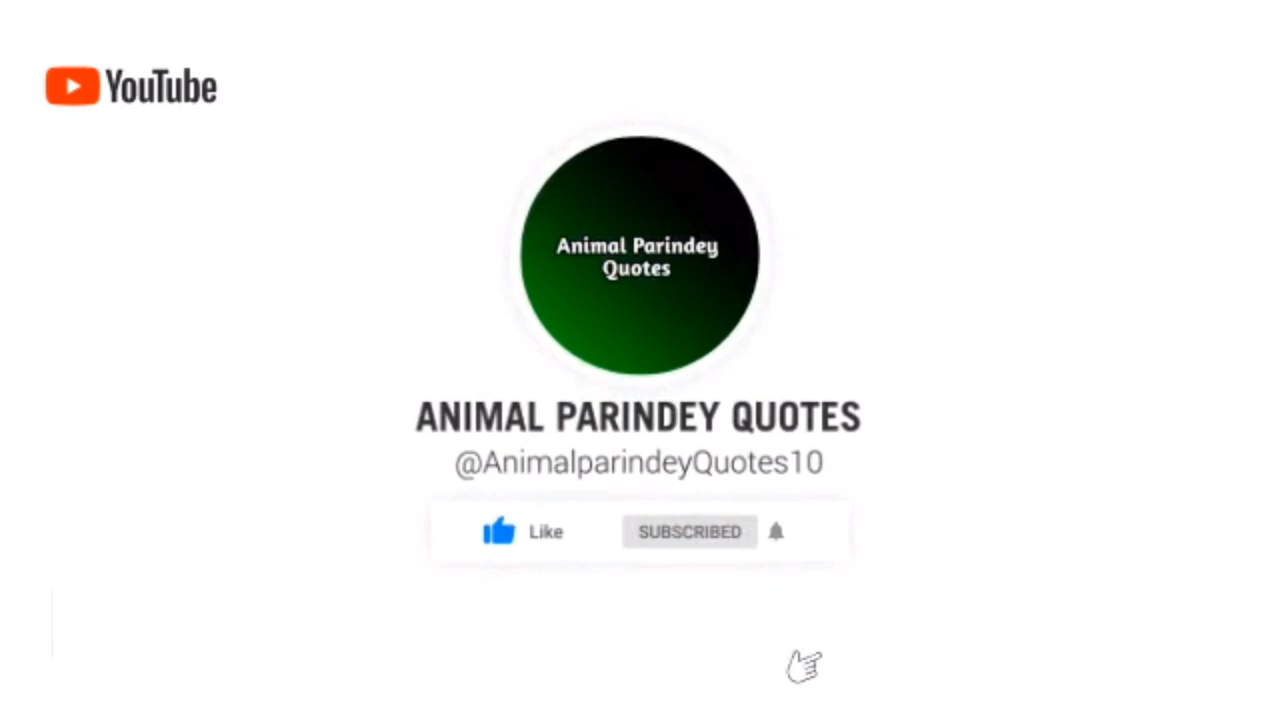 YouTube
Animal Parindey
Quotes
ANIMAL PARINDEY QUOTES
@AnimalparindeyQuotes10
Like
SUBSCRIBED